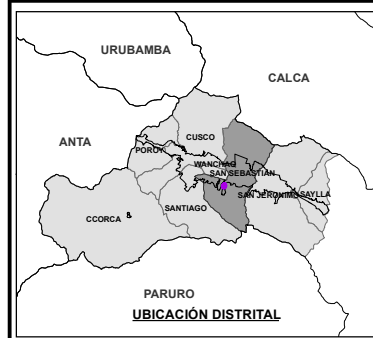 URUBAMBA
CALCA
ANTA
CUSCO
POROY
WANCHAQ
SAN SEBASTIAN
SAN JERONIMO
SAYLLA
CCORCA
SANTIAGO
PARURO
UBICACIÓN DISTRITAL